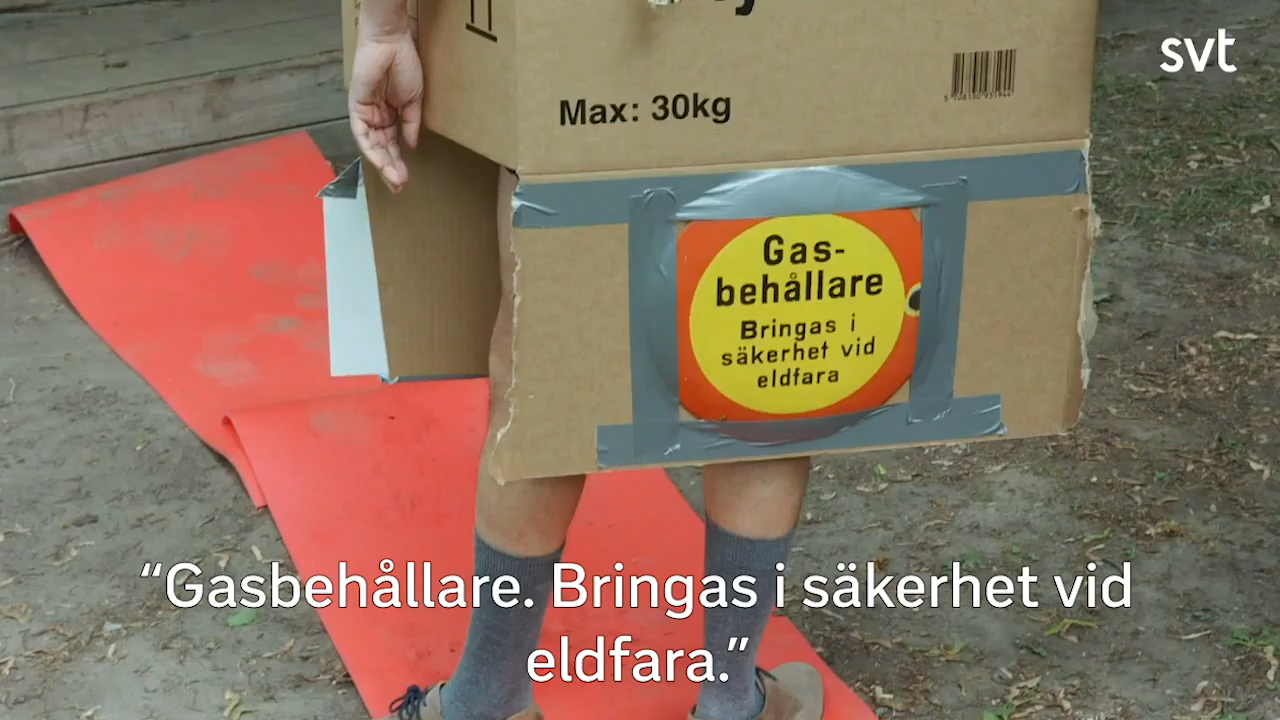 svt
Max: 30kg
Gas-
behållare
Bringas i
säkerhet vid
eldfara
“Gasbehållare. Bringas i säkerhet vid
eldfara.”